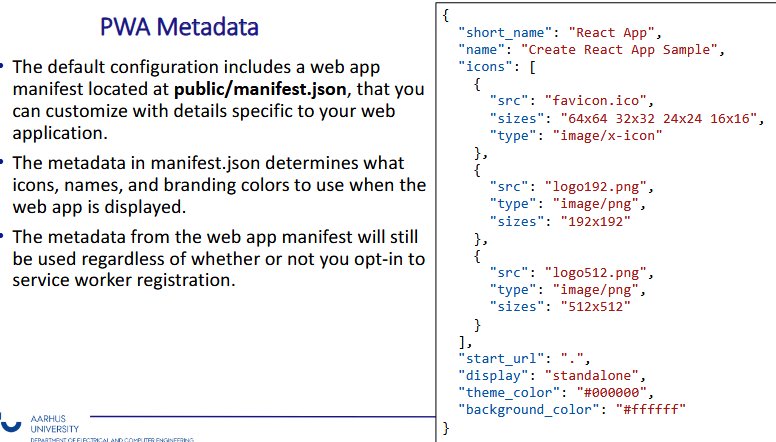 PWA Metadata
• The default configuration includes a web app
manifest located at public/manifest.json, that you
can customize with details specific to your web
application.
• The metadata in manifest.json determines what
icons, names, and branding colors to use when the
web app is displayed.
• The metadata from the web app manifest will still
be used regardless of whether or not you opt-in to
service worker registration.
{
  "short_name": "React App",
  "name": "Create React App Sample",
  "icons": [
    {
      "src": "favicon.ico",
      "sizes": "64x64 32x32 24x24 16x16",
      "type": "image/x-icon"
    },
    {
      "src": "logo192.png",
      "type": "image/png",
      "sizes": "192x192"
    },
    {
      "src": "logo512.png",
      "type": "image/png",
      "sizes": "512x512"
    }
  ],
  "start_url": ".",
  "display": "standalone",
  "theme_color": "#000000",
  "background_color": "#ffffff"
}
AARHUS
UNIVERSITY
DEPARTMENT OF ELECTRICAL AND COMPUTER ENGINEERING